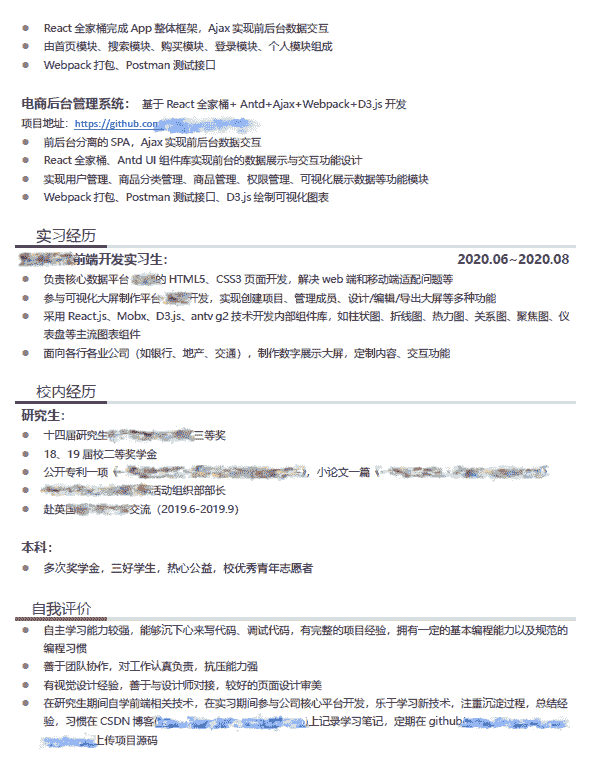 React 全家桶完成 App 整体框架，Ajax 实现前后台数据交互
由首页模块、搜索模块、购买模块、登录模块、个人模块组成
Webpack 打包、Postman 测试接口
电商后台管理系统： 基于 React 全家桶+ Antd+Ajax+Webpack+D3.js 开发
项目地址：https://github.com
前后台分离的 SPA，Ajax 实现前后台数据交互
React 全家桶、Antd UI 组件库实现前台的数据展示与交互功能设计
实现用户管理、商品分类管理、商品管理、权限管理、可视化展示数据等功能模块
Webpack 打包、Postman 测试接口、D3.js 绘制可视化图表
实习经历
前端开发实习生： 2020.06~2020.08
负责核心数据平台 的 HTML5、CSS3 页面开发，解决 web 端和移动端适配问题等
参与可视化大屏制作平台 开发，实现创建项目、管理成员、设计/编辑/导出大屏等多种功能
采用 React.js、Mobx、D3.js、antv g2 技术开发内部组件库，如柱状图、折线图、热力图、关系图、聚焦图、仪
表盘等主流图表组件
面向各行各业公司（如银行、地产、交通），制作数字展示大屏，定制内容、交互功能
校内经历
研究生：
十四届研究生 三等奖
18、19 届校二等奖学金
公开专利一项（ ），小论文一篇（
活动组织部部长
赴英国 交流（2019.6-2019.9）
本科：
多次奖学金，三好学生，热心公益，校优秀青年志愿者
自我评价
自主学习能力较强，能够沉下心来写代码、调试代码，有完整的项目经验，拥有一定的基本编程能力以及规范的
编程习惯
善于团队协作，对工作认真负责，抗压能力强
有视觉设计经验，善于与设计师对接，较好的页面设计审美
在研究生期间自学前端相关技术，在实习期间参与公司核心平台开发，乐于学习新技术，注重沉淀过程，总结经
验，习惯在 CSDN 博客( )上记录学习笔记，定期在 github
上传项目源码